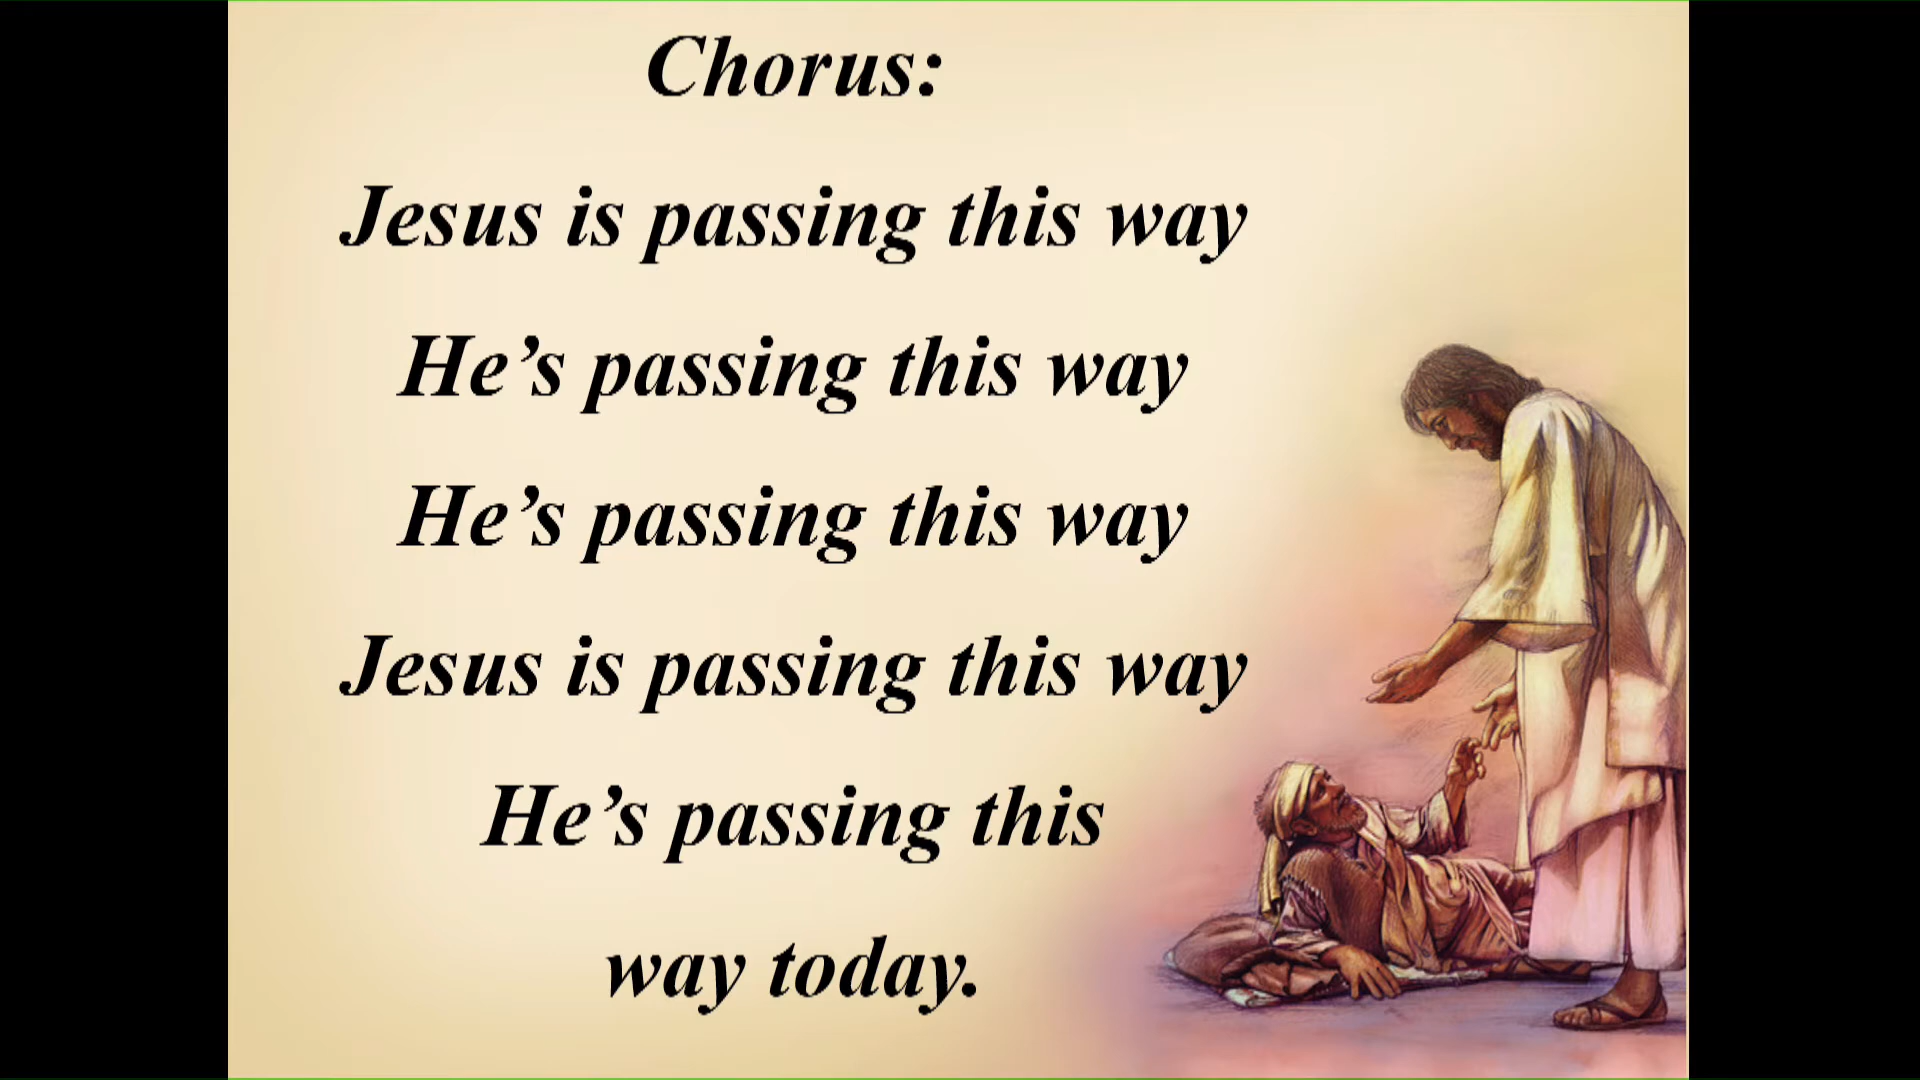 Chorus:
Jesus is passing this way
He’s passing this way
He’s passing this way
Jesus is passing this way
He’s passing this
way today.